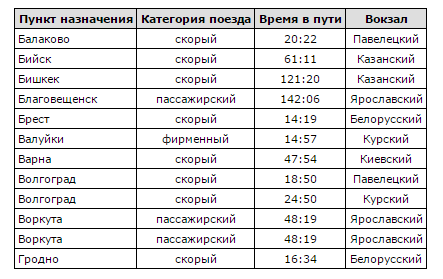 Пункт назначения Категория поезда Время в пути Вокзал
Балаково скорый 20:22 Павелецкий
Бийск скорый 61:11 Казанский
Бишкек скорый 121:20 Казанский
Благовещенск пассажирский 142:06 Ярославский
Брест скорый 14:19 Белорусский
Валуйки фирменный 14:57 Курский
Варна скорый 47:54 Киевский
Волгоград скорый 18:50 Павелецкий
Волгоград скорый 24:50 Курский
Воркута пассажирский 48:19 Ярославский
Воркута пассажирский 48:19 Ярославский
Гродно скорый 16:34 Белорусский